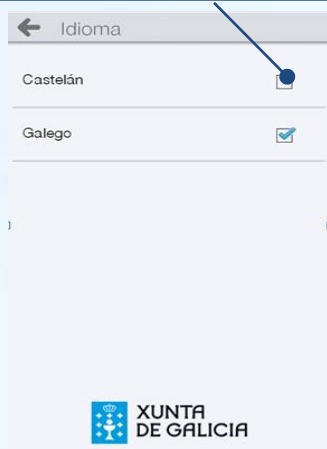 Idioma
Castelán
Galego
XUNTA
DE GALICIA